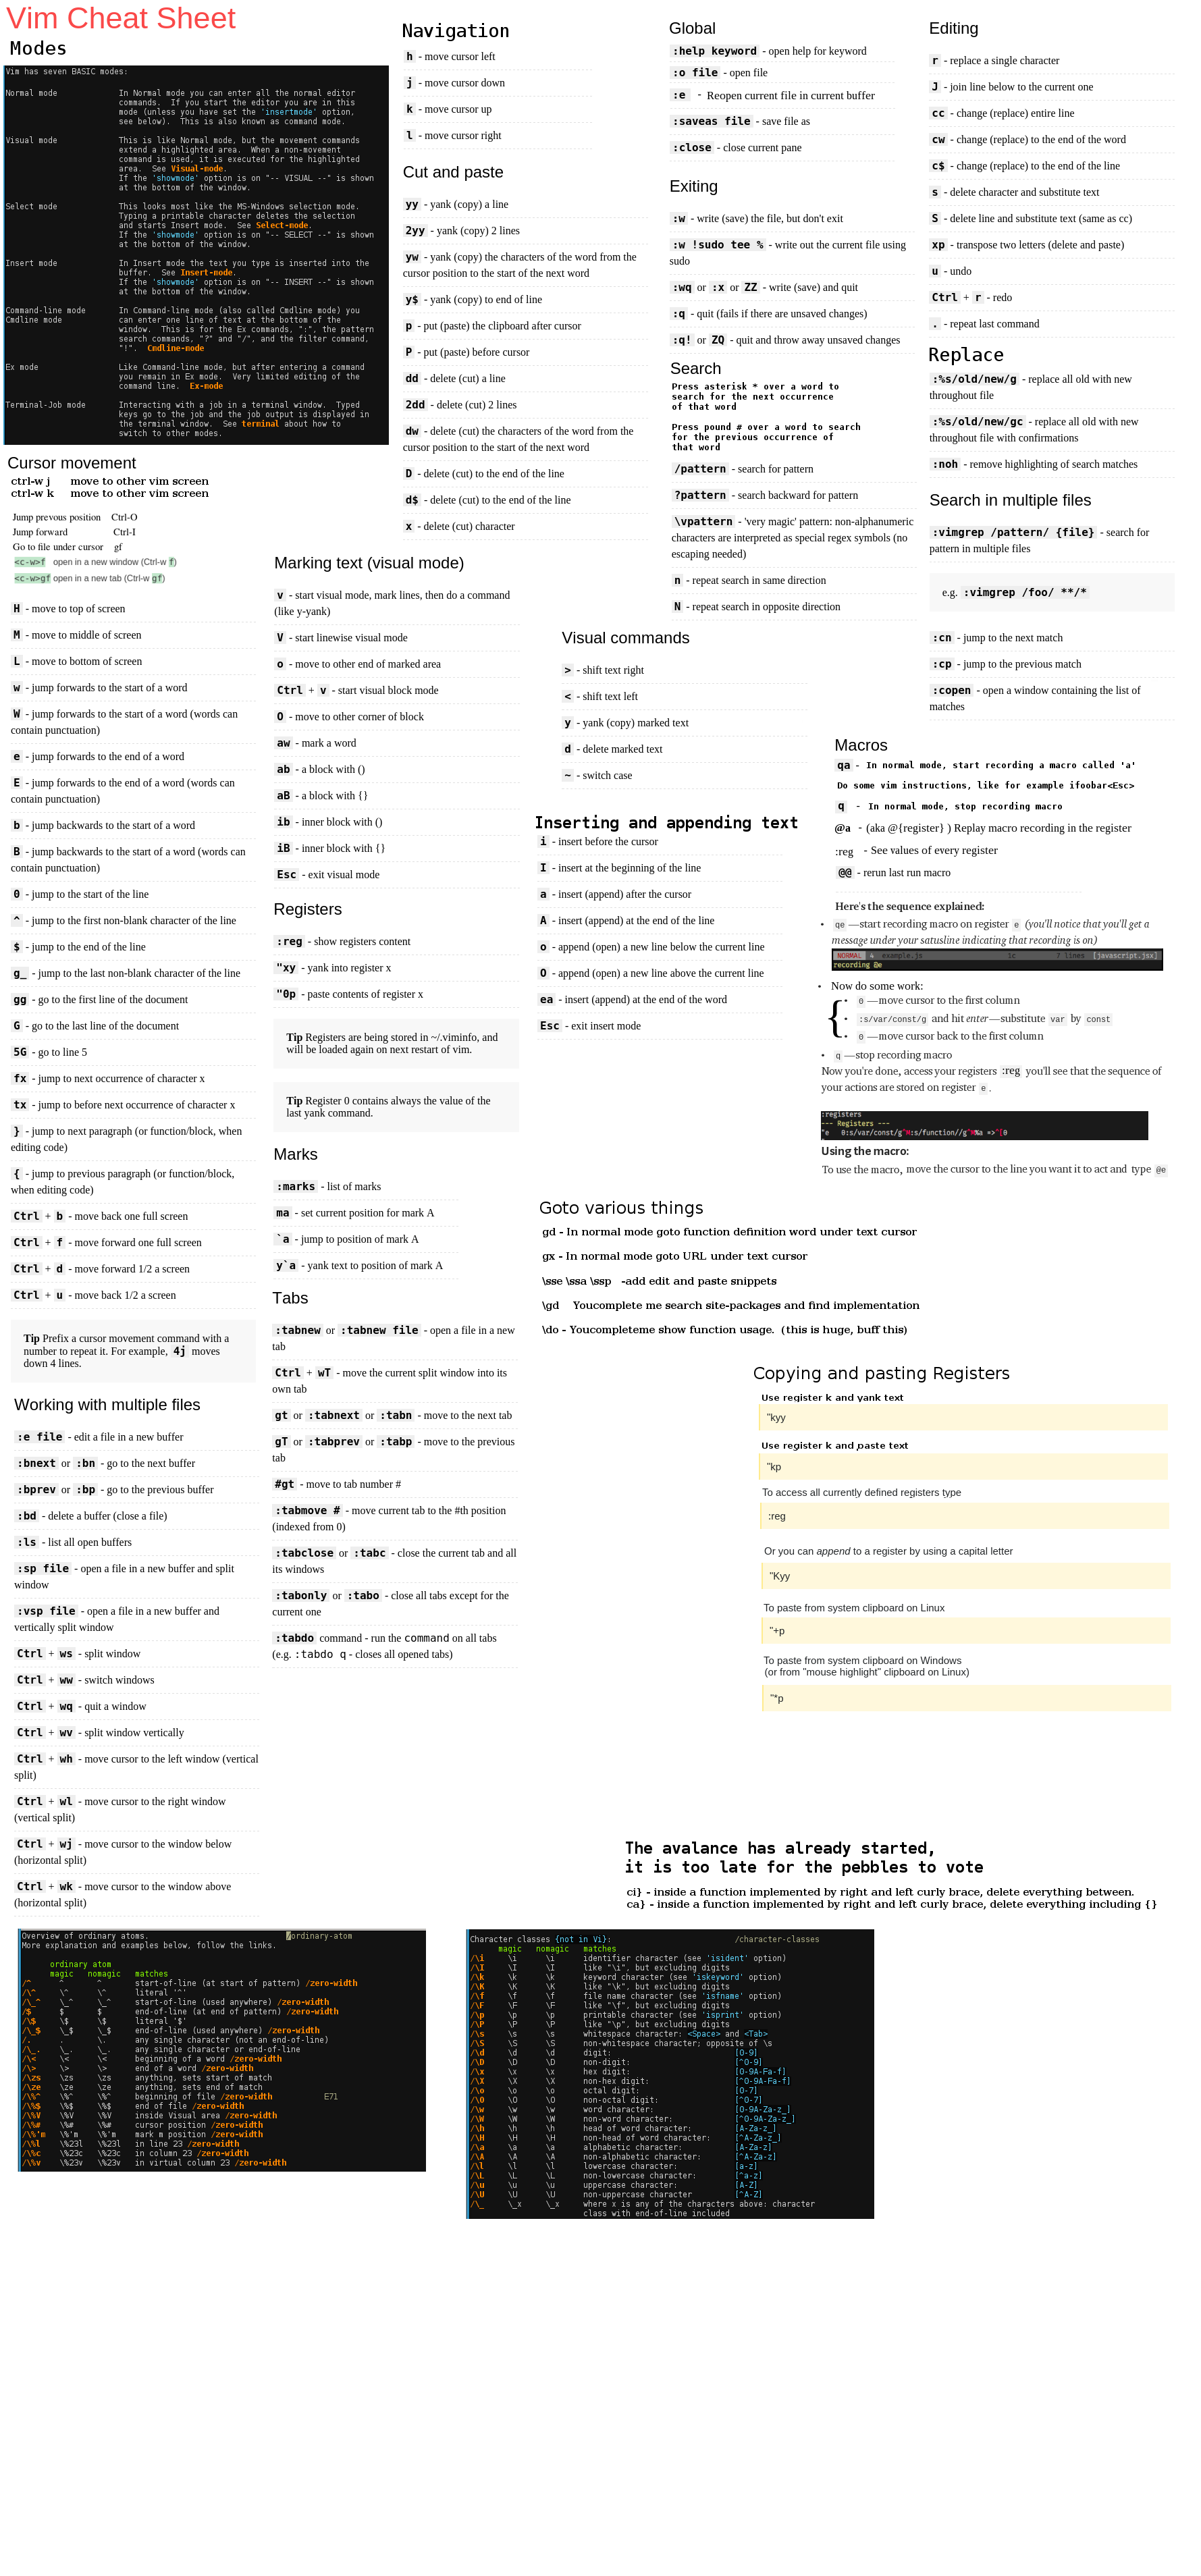 Vim Cheat Sheet
Modes
Vim has seven BASIC modes:
Normal mode In Normal mode you can enter all the normal editor
commands. If you start the editor you are in this
mode (unless you have set the 'insertmode' option,
see below). This is also known as command mode.
Visual mode This is like Normal mode, but the movement commands
extend a highlighted area. When a non-movement
command is used, it is executed for the highlighted
area. See Visual-mode.
If the 'showmode' option is on "-- VISUAL --" is shown
at the bottom of the window.
Select mode This looks most like the MS-Windows selection mode.
Typing a printable character deletes the selection
and starts Insert mode. See Select-mode.
If the 'showmode' option is on "-- SELECT --" is shown
at the bottom of the window.
Insert mode In Insert mode the text you type is inserted into the
buffer. See Insert-mode.
If the 'showmode' option is on "-- INSERT --" is shown
at the bottom of the window.
Command-line mode In Command-line mode (also called Cmdline mode) you
Cmdline mode can enter one line of text at the bottom of the
window. This is for the Ex commands, ":", the pattern
search commands, "?" and "/", and the filter command,
"!". Cmdline-mode
Ex mode Like Command-line mode, but after entering a command
you remain in Ex mode. Very limited editing of the
command line. Ex-mode
Terminal-Job mode Interacting with a job in a terminal window. Typed
keys go to the job and the job output is displayed in
the terminal window. See terminal about how to
switch to other modes.
Cursor movement
ctrl-w j move to other vim screen
ctrl-w k move to other vim screen
Jump prevous position Ctrl-O
Jump forward Ctrl-I
Go to file under cursor gf
<c-w>f open in a new window (Ctrl-w f)
<c-w>gf open in a new tab (Ctrl-w gf)
H - move to top of screen
M - move to middle of screen
L - move to bottom of screen
w - jump forwards to the start of a word
W - jump forwards to the start of a word (words can
contain punctuation)
e - jump forwards to the end of a word
E - jump forwards to the end of a word (words can
contain punctuation)
b - jump backwards to the start of a word
B - jump backwards to the start of a word (words can
contain punctuation)
0 - jump to the start of the line
^ - jump to the first non-blank character of the line
$ - jump to the end of the line
g_ - jump to the last non-blank character of the line
gg - go to the first line of the document
G - go to the last line of the document
5G - go to line 5
fx - jump to next occurrence of character x
tx - jump to before next occurrence of character x
} - jump to next paragraph (or function/block, when
editing code)
{ - jump to previous paragraph (or function/block,
when editing code)
Ctrl + b - move back one full screen
Ctrl + f - move forward one full screen
Ctrl + d - move forward 1/2 a screen
Ctrl + u - move back 1/2 a screen
Tip Prefix a cursor movement command with a
number to repeat it. For example, 4j moves
down 4 lines.
Working with multiple files
:e file - edit a file in a new buffer
:bnext or :bn - go to the next buffer
:bprev or :bp - go to the previous buffer
:bd - delete a buffer (close a file)
:ls - list all open buffers
:sp file - open a file in a new buffer and split
window
:vsp file - open a file in a new buffer and
vertically split window
Ctrl + ws - split window
Ctrl + ww - switch windows
Ctrl + wq - quit a window
Ctrl + wv - split window vertically
Ctrl + wh - move cursor to the left window (vertical
split)
Ctrl + wl - move cursor to the right window
(vertical split)
Ctrl + wj - move cursor to the window below
(horizontal split)
Ctrl + wk - move cursor to the window above
(horizontal split)
Navigation
h - move cursor left
j - move cursor down
k - move cursor up
l - move cursor right
Cut and paste
yy - yank (copy) a line
2yy - yank (copy) 2 lines
yw - yank (copy) the characters of the word from the
cursor position to the start of the next word
y$ - yank (copy) to end of line
p - put (paste) the clipboard after cursor
P - put (paste) before cursor
dd - delete (cut) a line
2dd - delete (cut) 2 lines
dw - delete (cut) the characters of the word from the
cursor position to the start of the next word
D - delete (cut) to the end of the line
d$ - delete (cut) to the end of the line
x - delete (cut) character
Marking text (visual mode)
v - start visual mode, mark lines, then do a command
(like y-yank)
V - start linewise visual mode
o - move to other end of marked area
Ctrl + v - start visual block mode
O - move to other corner of block
aw - mark a word
ab - a block with ()
aB - a block with {}
ib - inner block with ()
iB - inner block with {}
Esc - exit visual mode
Registers
:reg - show registers content
"xy - yank into register x
"0p - paste contents of register x
Tip Registers are being stored in ~/.viminfo, and
will be loaded again on next restart of vim.
Tip Register 0 contains always the value of the
last yank command.
Marks
:marks - list of marks
ma - set current position for mark A
`a - jump to position of mark A
y`a - yank text to position of mark A
Tabs
:tabnew or :tabnew file - open a file in a new
tab
Ctrl + wT - move the current split window into its
own tab
gt or :tabnext or :tabn - move to the next tab
gT or :tabprev or :tabp - move to the previous
tab
#gt - move to tab number #
:tabmove # - move current tab to the #th position
(indexed from 0)
:tabclose or :tabc - close the current tab and all
its windows
:tabonly or :tabo - close all tabs except for the
current one
:tabdo command - run the command on all tabs
(e.g. :tabdo q - closes all opened tabs)
Global
:help keyword - open help for keyword
:o file - open file
:e - Reopen current file in current buffer
:saveas file - save file as
:close - close current pane
Exiting
:w - write (save) the file, but don't exit
:w !sudo tee % - write out the current file using
sudo
:wq or :x or ZZ - write (save) and quit
:q - quit (fails if there are unsaved changes)
:q! or ZQ - quit and throw away unsaved changes
Search
Press asterisk * over a word to
search for the next occurrence
of that word
Press pound # over a word to search
for the previous occurrence of
that word
/pattern - search for pattern
?pattern - search backward for pattern
\vpattern - 'very magic' pattern: non-alphanumeric
characters are interpreted as special regex symbols (no
escaping needed)
n - repeat search in same direction
N - repeat search in opposite direction
Visual commands
> - shift text right
< - shift text left
y - yank (copy) marked text
d - delete marked text
~ - switch case
Inserting and appending text
i - insert before the cursor
I - insert at the beginning of the line
a - insert (append) after the cursor
A - insert (append) at the end of the line
o - append (open) a new line below the current line
O - append (open) a new line above the current line
ea - insert (append) at the end of the word
Esc - exit insert mode
Editing
r - replace a single character
J - join line below to the current one
cc - change (replace) entire line
cw - change (replace) to the end of the word
c$ - change (replace) to the end of the line
s - delete character and substitute text
S - delete line and substitute text (same as cc)
xp - transpose two letters (delete and paste)
u - undo
Ctrl + r - redo
. - repeat last command
Replace
:%s/old/new/g - replace all old with new
throughout file
:%s/old/new/gc - replace all old with new
throughout file with confirmations
:noh - remove highlighting of search matches
Search in multiple files
:vimgrep /pattern/ {file} - search for
pattern in multiple files
e.g. :vimgrep /foo/ **/*
:cn - jump to the next match
:cp - jump to the previous match
:copen - open a window containing the list of
matches
Macros
qa - In normal mode, start recording a macro called 'a'
Do some vim instructions, like for example ifoobar<Esc>
q - In normal mode, stop recording macro
@a - (aka @{register} ) Replay macro recording in the register
:reg - See values of every register
@@ - rerun last run macro
Here's the sequence explained:
• qe — start recording macro on register e (you'll notice that you'll get a
message under your satusline indicating that recording is on)
NORMAL 4 example.js 1c 7 lines [javascript.jsx]
recording @e
• Now do some work:
{ • 0 — move cursor to first column
• :s/var/const/g and hit enter — substitute var by const
• 0 — move cursor back to the first column
• q — stop recording macro
Now you're done, access your registers :reg you'll see that the sequence of
your actions are stored on register e.
:registers
--- Registers ---
"e 0:s/var/const/g^M:s/function//g^M%a =>^[0
Using the macro:
To use the macro, move the cursor to the line you want it to act and type @e
Goto various things
gd - In normal mode goto function definition word under text cursor
gx - In normal mode goto URL under text cursor
\sse \ssa \ssp -add edit and paste snippets
\gd Youcomplete me search site-packages and find implementation
\do - Youcompleteme show function usage. (this is huge, buff this)
Copying and pasting Registers
Use register k and yank text
"kyy
Use register k and paste text
"kp
To access all currently defined registers type
:reg
Or you can append to a register by using a capital letter
"Kyy
To paste from system clipboard on Linux
"+p
To paste from system clipboard on Windows
(or from "mouse highlight" clipboard on Linux)
"*p
The avalance has already started,
it is too late for the pebbles to vote
ci} - inside a function implemented by right and left curly brace, delete everything between.
ca} - inside a function implemented by right and left curly brace, delete everything including {}
Overview of ordinary atoms. /ordinary-atom
More explanation and examples below, follow the links.
ordinary atom
magic nomagic matches
/^ ^ ^ start-of-line (at start of pattern) /zero-width
/\^ \^ \^ literal '^'
/\_^ \_^ \_^ start-of-line (used anywhere) /zero-width
/$ $ $ end-of-line (at end of pattern) /zero-width
/\$ \$ \$ literal '$'
/\_$ \_$ \_$ end-of-line (used anywhere) /zero-width
/. . \. any single character (not an end-of-line)
/\_. \_. \_. any single character or end-of-line
/\< \< \< beginning of a word /zero-width
/\> \> \> end of a word /zero-width
/\zs \zs \zs anything, sets start of match
/\ze \ze \ze anything, sets end of match
/\%^ \%^ \%^ beginning of file /zero-width E71
/\%$ \%$ \%$ end of file /zero-width
/\%V \%V \%V inside Visual area /zero-width
/\%# \%# \%# cursor position /zero-width
/\%'m \%'m \%'m mark m position /zero-width
/\%l \%23l \%23l in line 23 /zero-width
/\%c \%23c \%23c in column 23 /zero-width
/\%v \%23v \%23v in virtual column 23 /zero-width
Character classes {not in Vi}: /character-classes
magic nomagic matches
/\i \i \i identifier character (see 'isident' option)
/\I \I \I like "\i", but excluding digits
/\k \k \k keyword character (see 'iskeyword' option)
/\K \K \K like "\k", but excluding digits
/\f \f \f file name character (see 'isfname' option)
/\F \F \F like "\f", but excluding digits
/\p \p \p printable character (see 'isprint' option)
/\P \P \P like "\p", but excluding digits
/\s \s \s whitespace character: <Space> and <Tab>
/\S \S \S non-whitespace character; opposite of \s
/\d \d \d digit: [0-9]
/\D \D \D non-digit: [^0-9]
/\x \x \x hex digit: [0-9A-Fa-f]
/\X \X \X non-hex digit: [^0-9A-Fa-f]
/\o \o \o octal digit: [0-7]
/\O \O \O non-octal digit: [^0-7]
/\w \w \w word character: [0-9A-Za-z_]
/\W \W \W non-word character: [^0-9A-Za-z_]
/\h \h \h head of word character: [A-Za-z_]
/\H \H \H non-head of word character: [^A-Za-z_]
/\a \a \a alphabetic character: [A-Za-z]
/\A \A \A non-alphabetic character: [^A-Za-z]
/\l \l \l lowercase character: [a-z]
/\L \L \L non-lowercase character: [^a-z]
/\u \u \u uppercase character: [A-Z]
/\U \U \U non-uppercase character [^A-Z]
/\_ \_x \_x where x is any of the characters above: character
class with end-of-line included